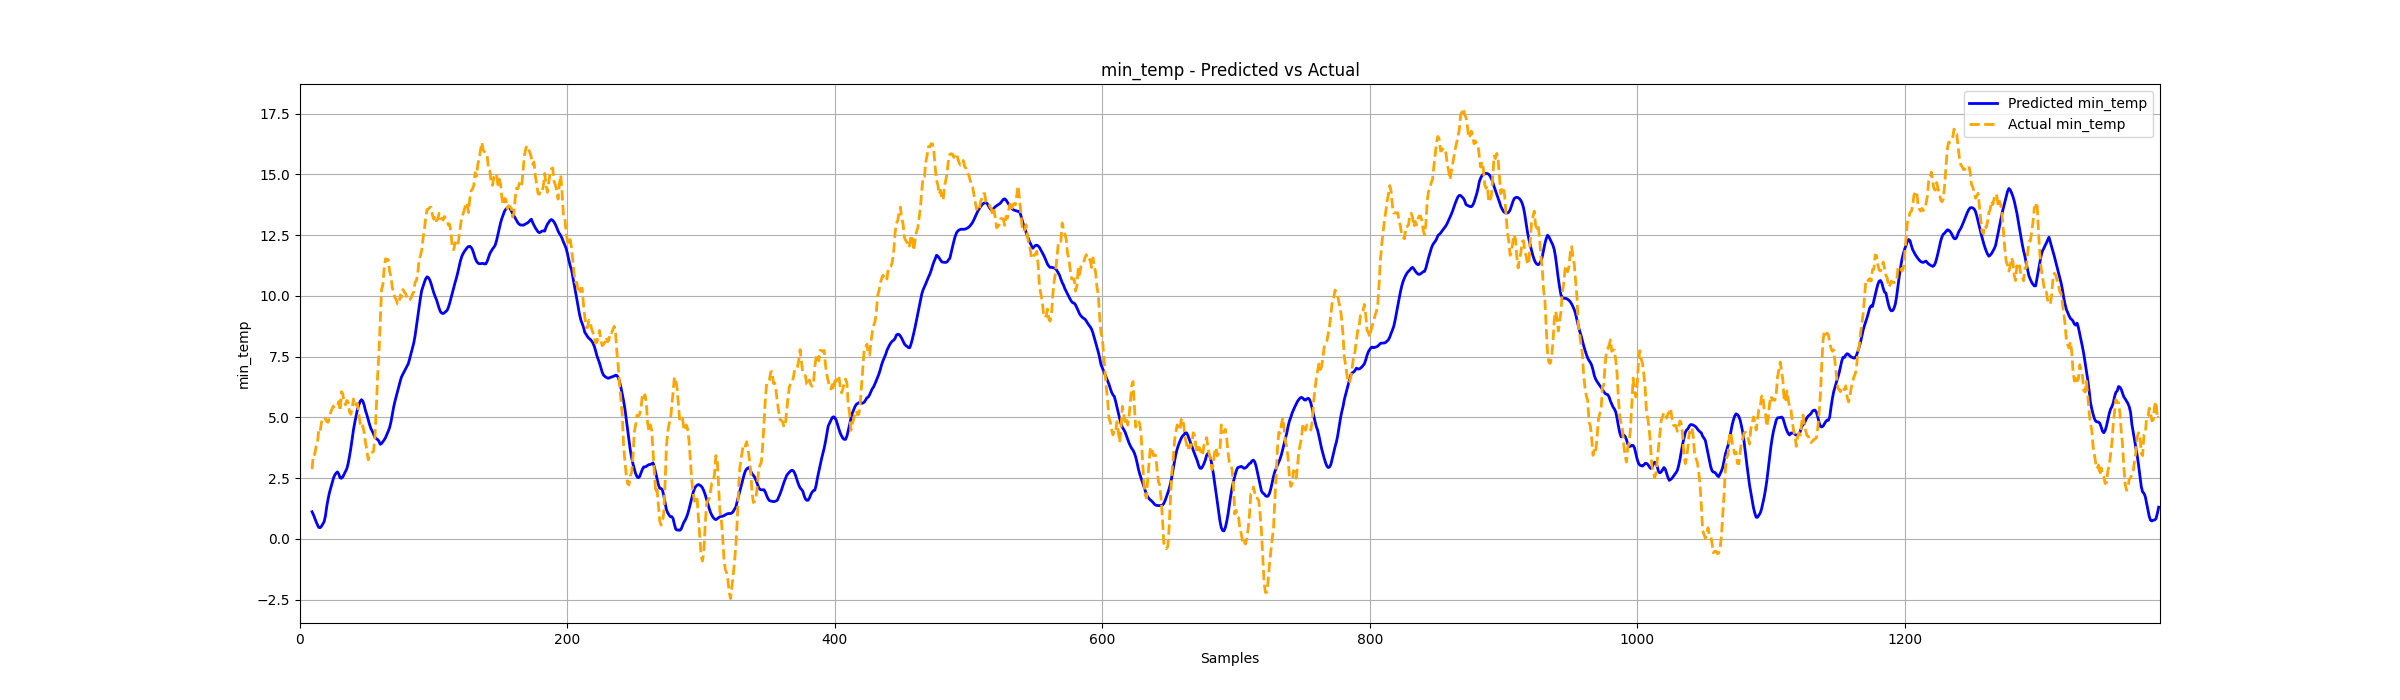 min_temp - Predicted vs Actual
Predicted min_temp
Actual min_temp
min_temp
17.5
15.0
12.5
10.0
7.5
5.0
2.5
0.0
−2.5
0 200 400 600 800 1000 1200
Samples